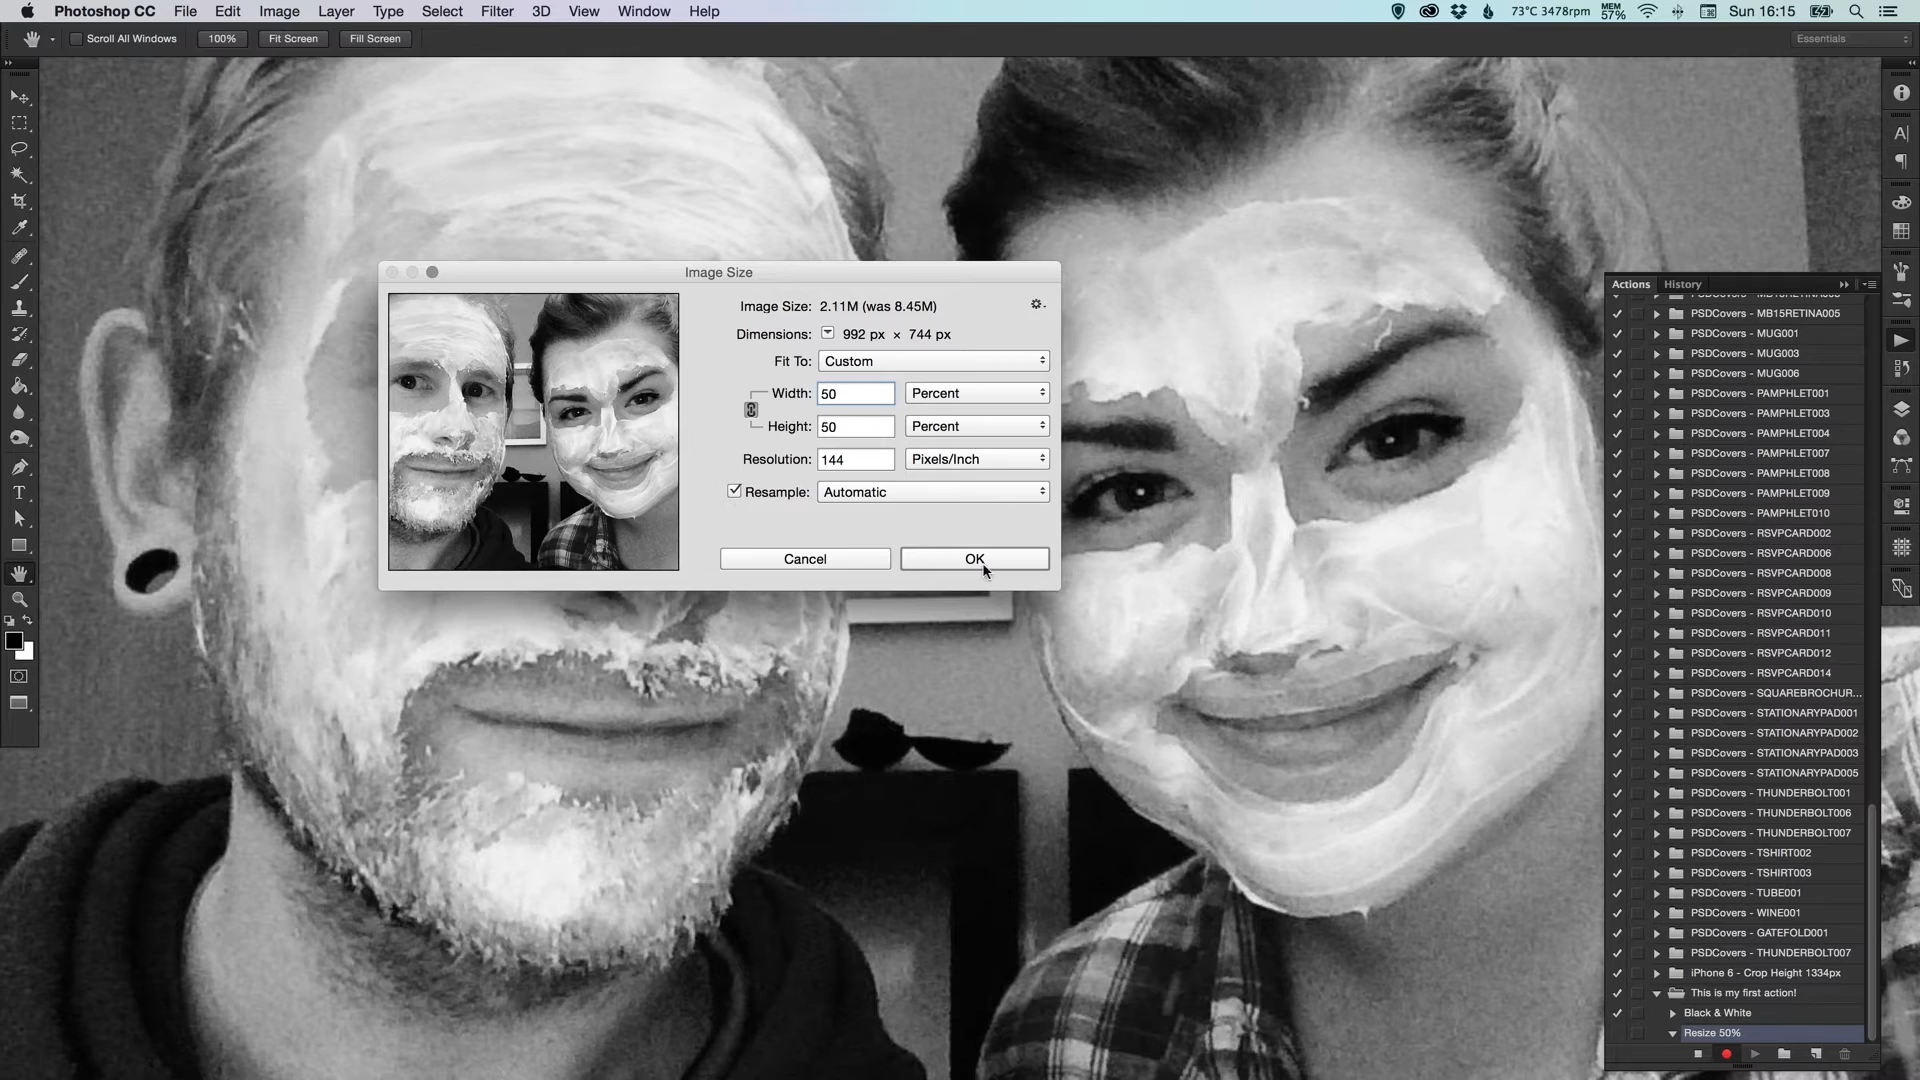 Photoshop CC File Edit Image Layer Type Select Filter 3D View Window Help 73°C 3478rpm MEM 57% Sun 16:15
Scroll All Windows 100% Fit Screen Fill Screen Essentials
Image Size
Image Size: 2.11M (was 8.45M)
Dimensions: 992 px × 744 px
Fit To: Custom
Width: 50 Percent
Height: 50 Percent
Resolution: 144 Pixels/Inch
Resample: Automatic
Cancel OK
Actions History
PSDCovers - MB15RETINA005
PSDCovers - MUG001
PSDCovers - MUG003
PSDCovers - MUG006
PSDCovers - PAMPHLET001
PSDCovers - PAMPHLET003
PSDCovers - PAMPHLET004
PSDCovers - PAMPHLET007
PSDCovers - PAMPHLET008
PSDCovers - PAMPHLET009
PSDCovers - PAMPHLET010
PSDCovers - RSVPCARD002
PSDCovers - RSVPCARD006
PSDCovers - RSVPCARD008
PSDCovers - RSVPCARD009
PSDCovers - RSVPCARD010
PSDCovers - RSVPCARD011
PSDCovers - RSVPCARD012
PSDCovers - RSVPCARD014
PSDCovers - SQUAREBROCHUR...
PSDCovers - STATIONARYPAD001
PSDCovers - STATIONARYPAD002
PSDCovers - STATIONARYPAD003
PSDCovers - STATIONARYPAD005
PSDCovers - THUNDERBOLT001
PSDCovers - THUNDERBOLT006
PSDCovers - THUNDERBOLT007
PSDCovers - TSHIRT002
PSDCovers - TSHIRT003
PSDCovers - TUBE001
PSDCovers - WINE001
PSDCovers - GATEFOLD001
PSDCovers - THUNDERBOLT007
iPhone 6 - Crop Height 1334px
This is my first action!
Black & White
Resize 50%